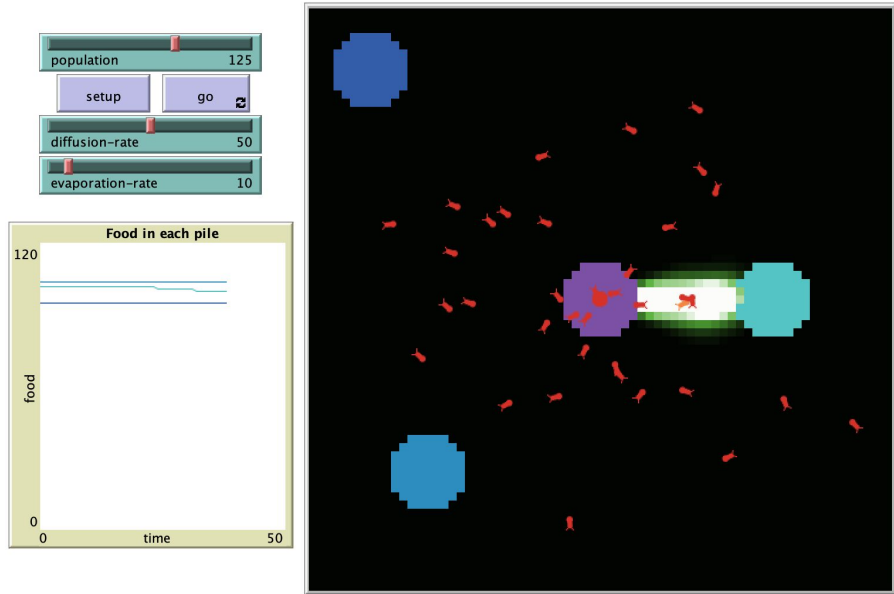 population 125
setup
go
diffusion-rate 50
evaporation-rate 10
Food in each pile
120
food
0
0 time 50